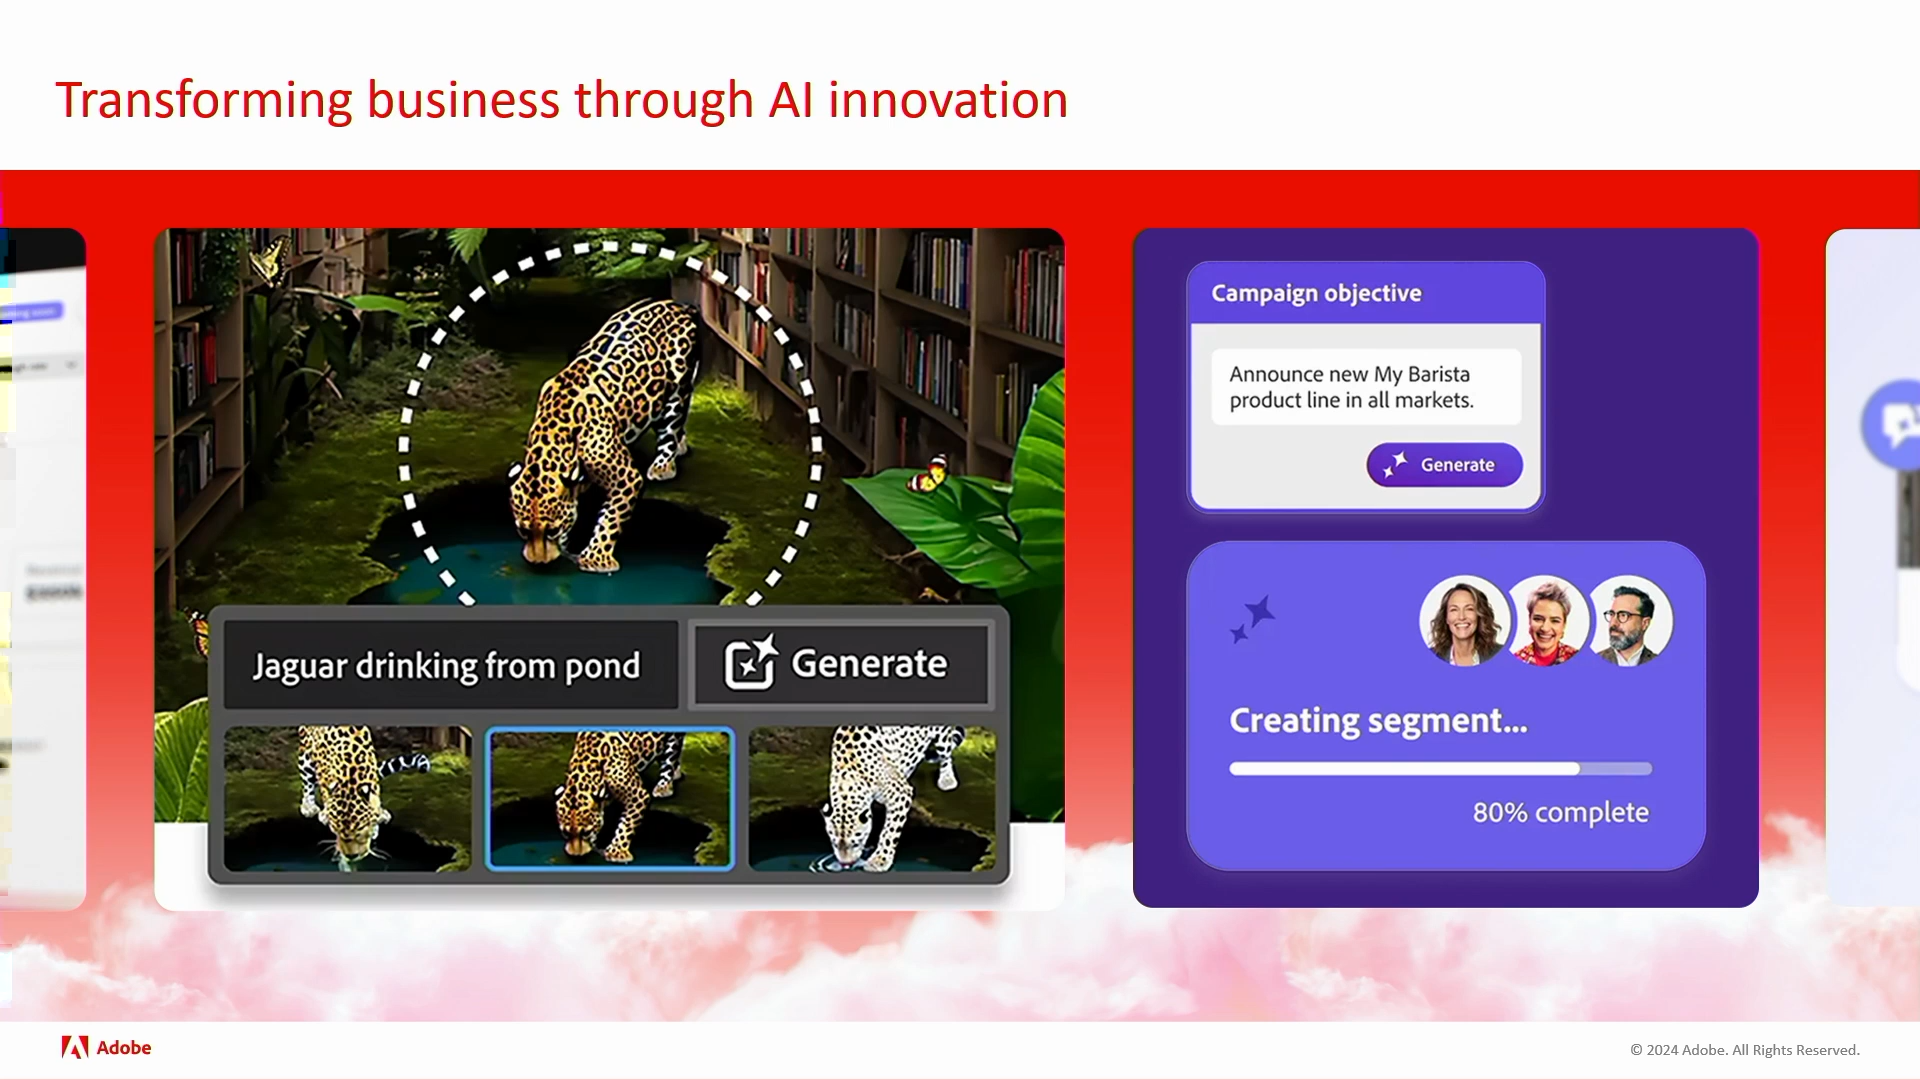 Transforming business through AI innovation
Jaguar drinking from pond
Generate
Campaign objective
Announce new My Barista
product line in all markets.
Generate
Creating segment...
80% complete
Adobe
© 2024 Adobe. All Rights Reserved.